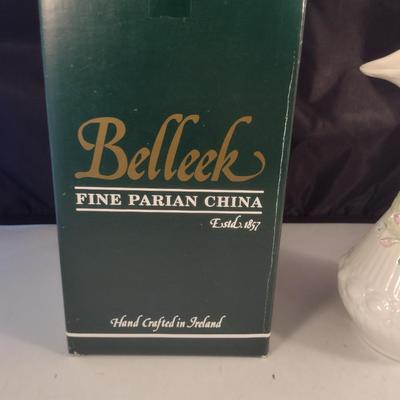 Belleek
FINE PARIAN CHINA
Estd. 1857
Hand Crafted in Ireland